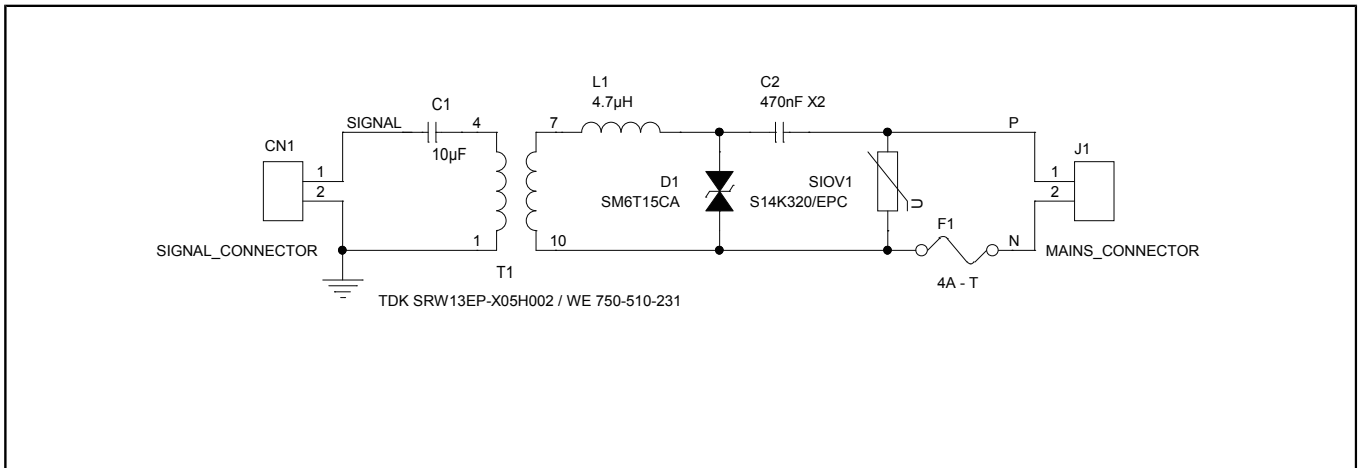 L1
4.7µH
C2
470nF X2
C1
SIGNAL
4
7
P
10µF
CN1
J1
1
2
D1
SM6T15CA
SIOV1
S14K320/EPC
U
1
2
F1
1
10
N
SIGNAL_CONNECTOR
MAINS_CONNECTOR
T1
4A - T
TDK SRW13EP-X05H002 / WE 750-510-231